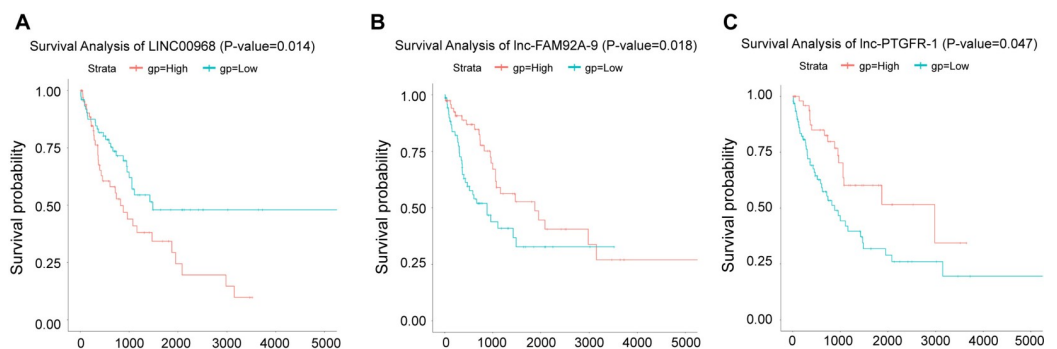 A
Survival Analysis of LINC00968 (P-value=0.014)
Strata gp=High gp=Low
Survival probability
1.00
0.75
0.50
0.25
0.00
0 1000 2000 3000 4000 5000
B
Survival Analysis of lnc-FAM92A-9 (P-value=0.018)
Strata gp=High gp=Low
Survival probability
1.00
0.75
0.50
0.25
0.00
0 1000 2000 3000 4000 5000
C
Survival Analysis of lnc-PTGFR-1 (P-value=0.047)
Strata gp=High gp=Low
Survival probability
1.00
0.75
0.50
0.25
0.00
0 1000 2000 3000 4000 5000